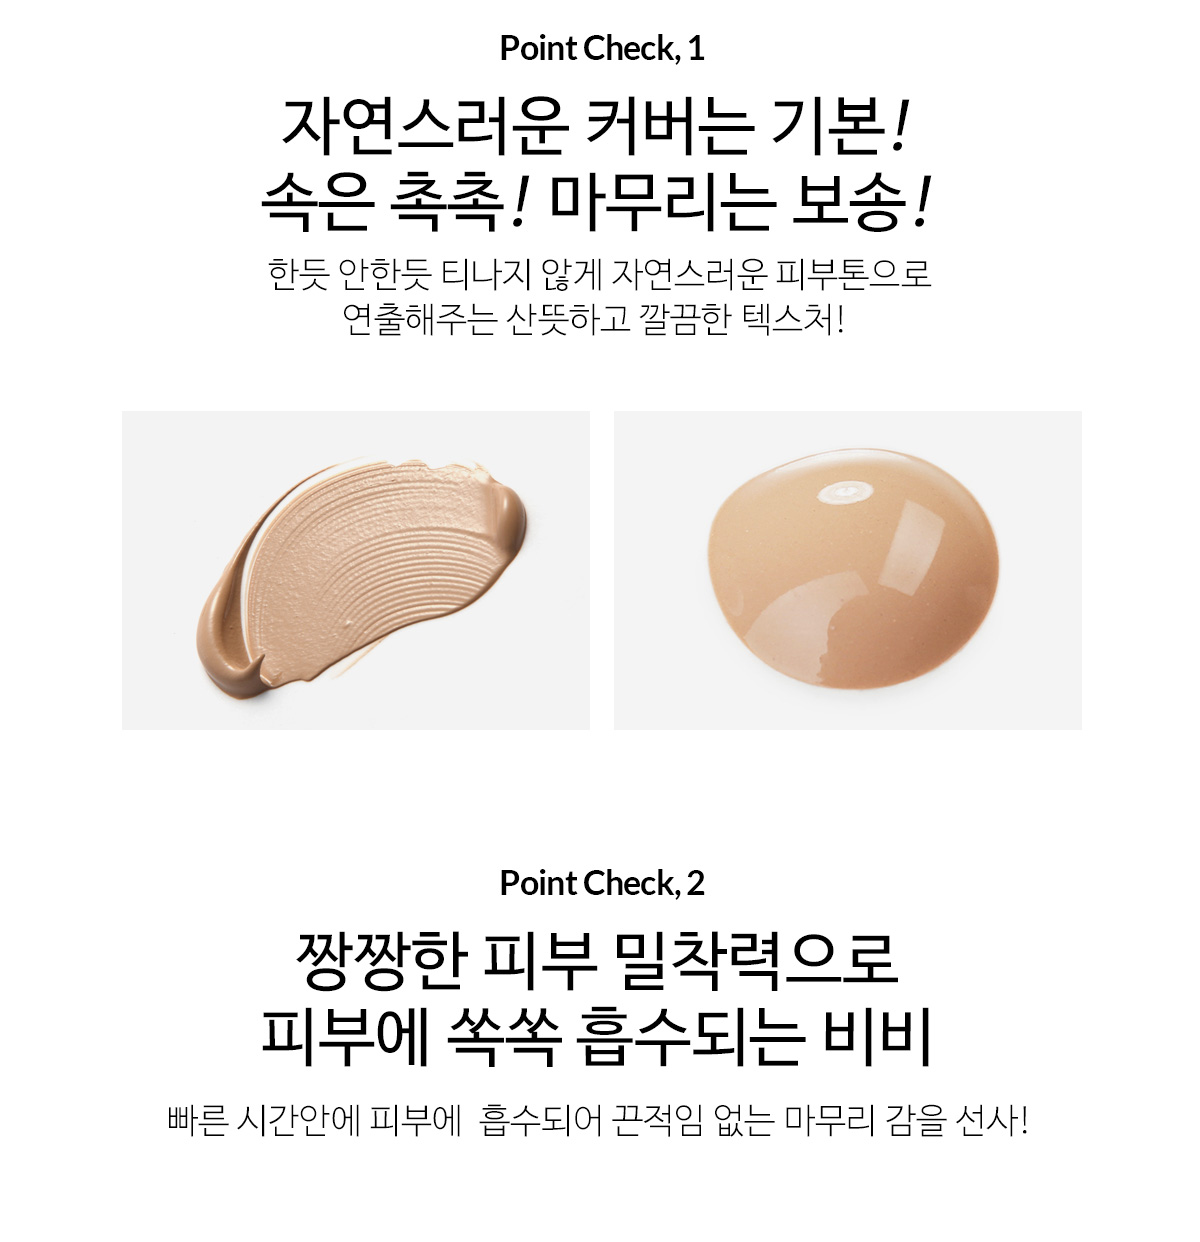 Point Check, 1
자연스러운 커버는 기본!
속은 촉촉! 마무리는 보송!
한듯 안한듯 티나지 않게 자연스러운 피부톤으로
연출해주는 산뜻하고 깔끔한 텍스처!
Point Check, 2
짱짱한 피부 밀착력으로
피부에 쏙쏙 흡수되는 비비
빠른 시간안에 피부에 흡수되어 끈적임 없는 마무리 감을 선사!